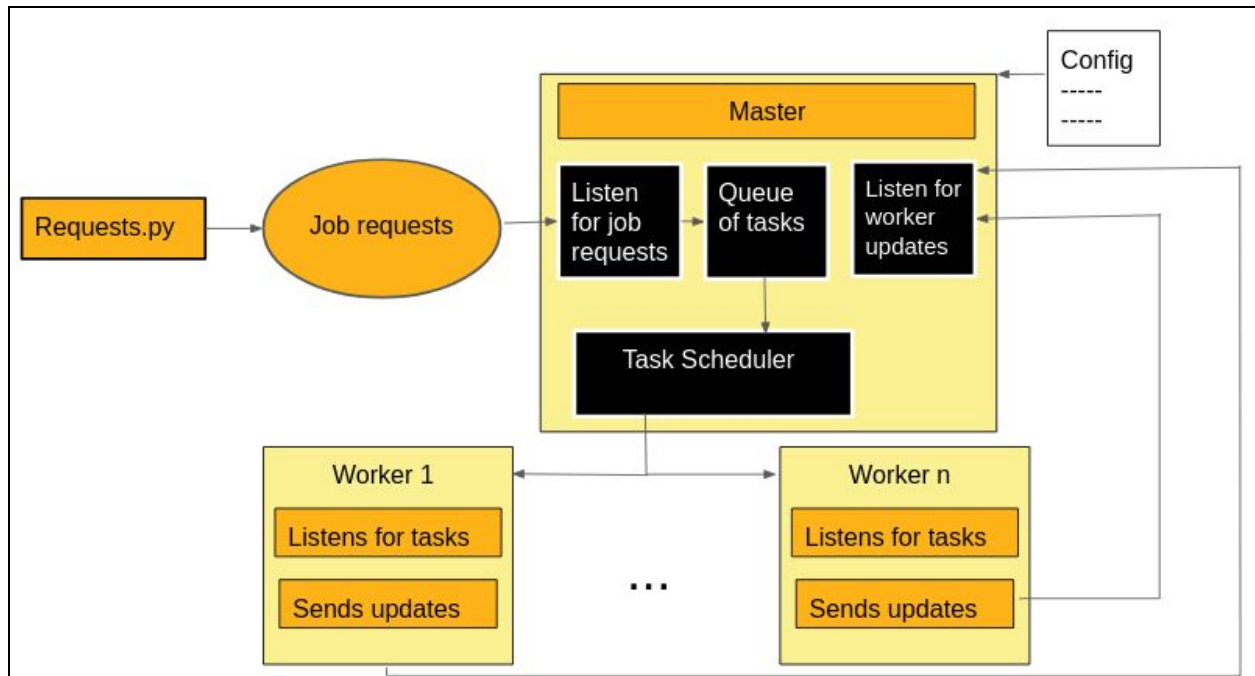 Config
-----
-----
Master
Requests.py
Job requests
Listen
for job
requests
Queue
of tasks
Listen for
worker
updates
Task Scheduler
Worker 1
Listens for tasks
Sends updates
...
Worker n
Listens for tasks
Sends updates